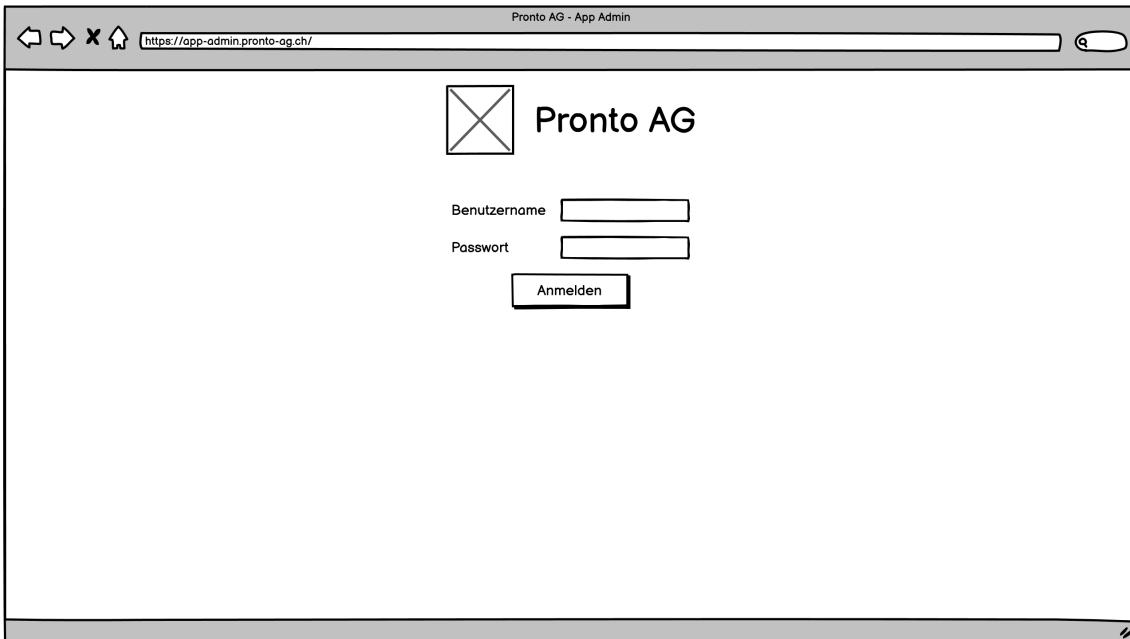 Pronto AG - App Admin
https://app-admin.pronto-ag.ch/
Pronto AG
Benutzername
Passwort
Anmelden